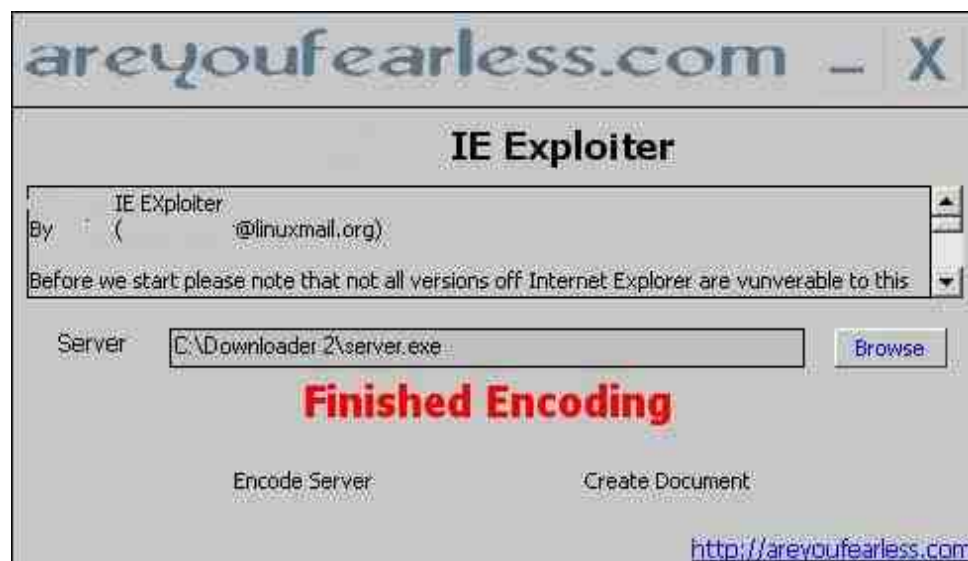 areyoufearless.com – X
IE Exploiter
IE EXploiter
By ( @linuxmail.org)
Before we start please note that not all versions off Internet Explorer are vunverable to this
Server C:\Downloader 2\server.exe Browse
Finished Encoding
Encode Server Create Document
http://areyoufearless.com